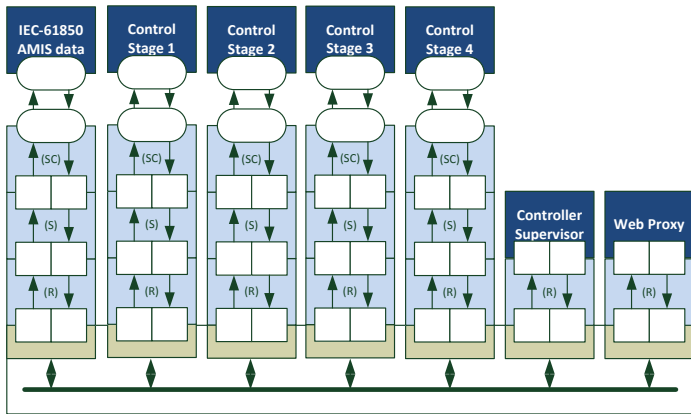 IEC-61850
AMIS data
Control
Stage 1
Control
Stage 2
Control
Stage 3
Control
Stage 4
(SC)
(SC)
(SC)
(SC)
(SC)
(S)
(S)
(S)
(S)
(S)
Controller
Supervisor
Web Proxy
(R)
(R)
(R)
(R)
(R)
(R)
(R)